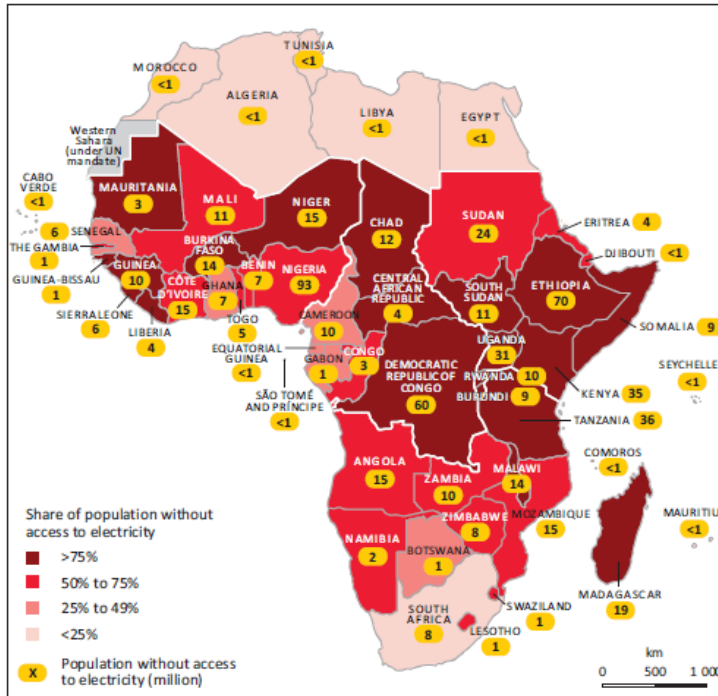 TUNISIA
<1
MOROCCO
<1
ALGERIA
<1
LIBYA
<1
EGYPT
<1
Western
Sahara
(under UN
mandate)
CABO
VERDE
<1
MAURITANIA
3
MALI
11
NIGER
15
CHAD
12
SUDAN
24
ERITREA 4
DJIBOUTI <1
6 SENEGAL
THE GAMBIA
1
GUINEA-BISSAU
1
GUINEA
10
SIERRA LEONE
6
LIBERIA
4
CÔTE
D'IVOIRE
15
BURKINA
FASO
14
GHANA
7
TOGO
5
BENIN
7
NIGERIA
93
CAMEROON
10
EQUATORIAL
GUINEA
<1
GABON
1
SÃO TOMÉ
AND PRÍNCIPE
<1
CONGO
3
CENTRAL
AFRICAN
REPUBLIC
4
SOUTH
SUDAN
11
ETHIOPIA
70
SOMALIA 9
UGANDA
31
RWANDA 10
BURUNDI 9
KENYA 35
TANZANIA 36
SEYCHELLE
<1
DEMOCRATIC
REPUBLIC OF
CONGO
60
ANGOLA
15
ZAMBIA
10
MALAWI
14
COMOROS
<1
MOZAMBIQUE
15
ZIMBABWE
8
MAURITIU
<1
NAMIBIA
2
BOTSWANA
1
MADAGASCAR
19
SOUTH
AFRICA
8
SWAZILAND
1
LESOTHO
1
Share of population without
access to electricity
>75%
50% to 75%
25% to 49%
<25%
X Population without access
to electricity (million)
km
0 500 1 00